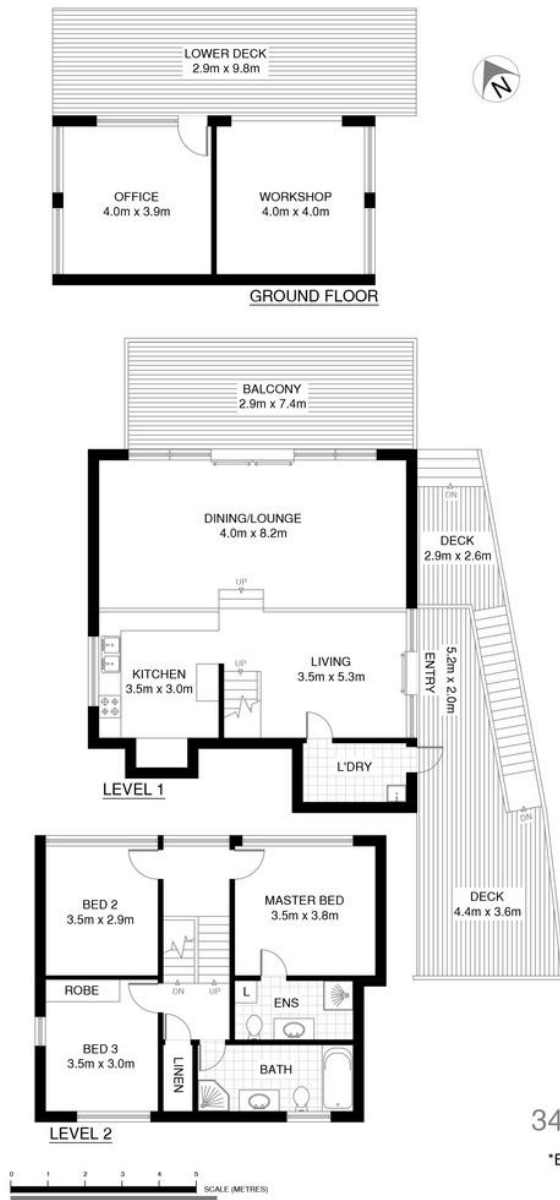 LOWER DECK
2.9m x 9.8m
N
OFFICE
4.0m x 3.9m
WORKSHOP
4.0m x 4.0m
GROUND FLOOR
BALCONY
2.9m x 7.4m
DINING/LOUNGE
4.0m x 8.2m
DN
DECK
2.9m x 2.6m
UP
KITCHEN
3.5m x 3.0m
UP
LIVING
3.5m x 5.3m
ENTRY
5.2m x 2.0m
L'DRY
LEVEL 1
DN
DECK
4.4m x 3.6m
BED 2
3.5m x 2.9m
MASTER BED
3.5m x 3.8m
ROBE
DN
UP
L
ENS
BED 3
3.5m x 3.0m
LINEN
BATH
LEVEL 2
34
*E
0 1 2 3 4 5
SCALE (METRES)